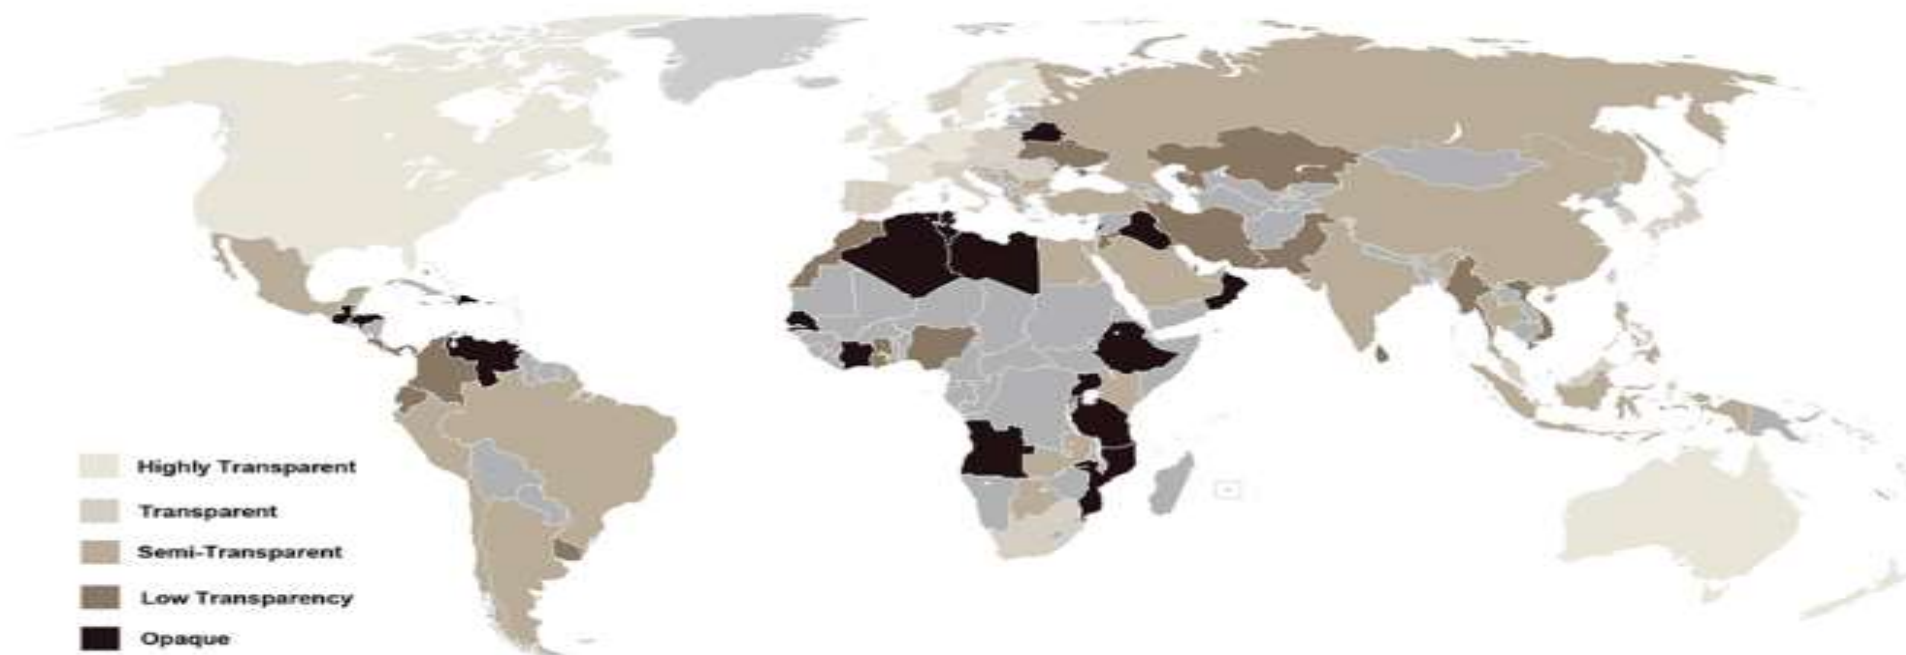 Highly Transparent
Transparent
Semi-Transparent
Low Transparency
Opaque